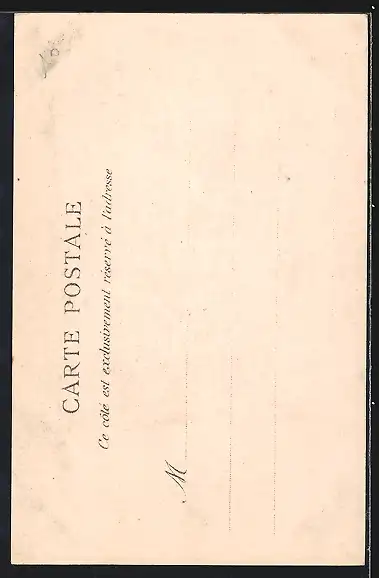 CARTE POSTALE
Ce côté est exclusivement réservé à l'adresse
M